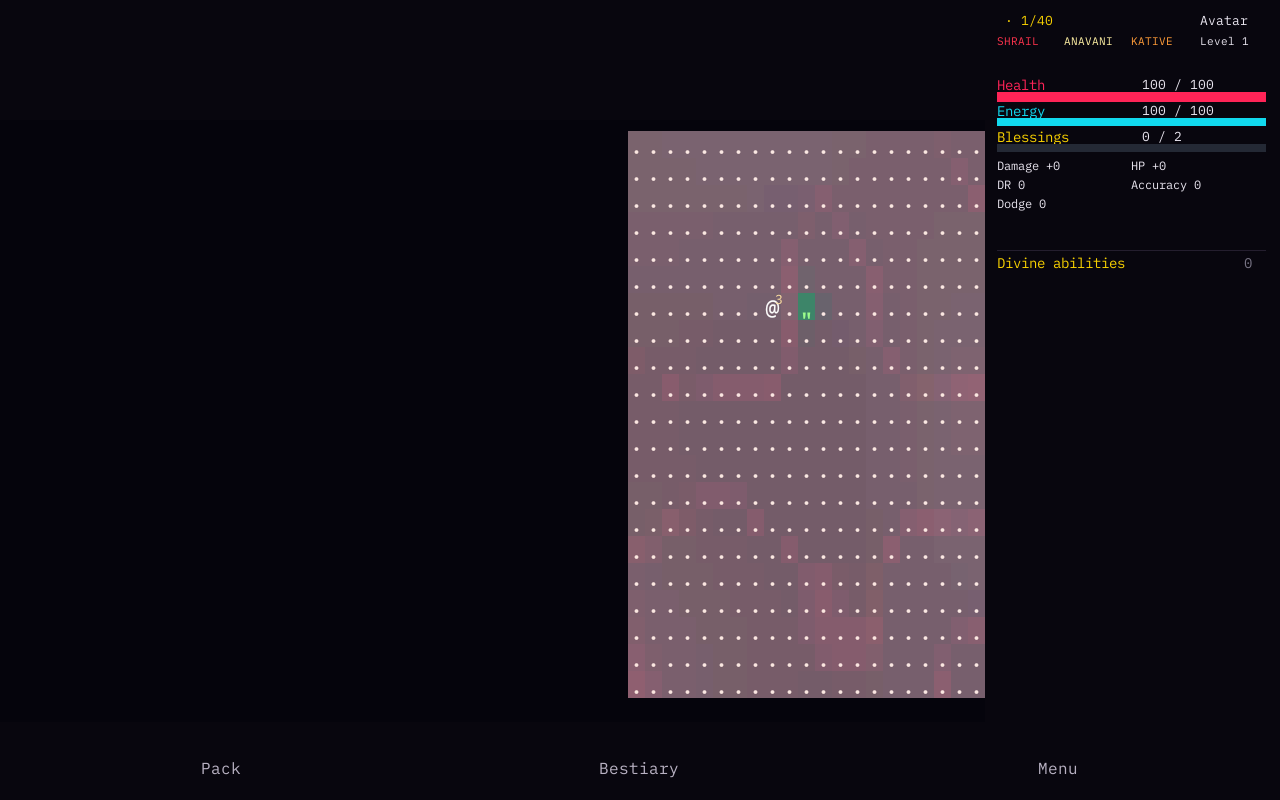 · 1/40 Avatar
SHRAIL ANAVANI KATIVE Level 1
Health 100 / 100
Energy 100 / 100
Blessings 0 / 2
Damage +0 HP +0
DR 0 Accuracy 0
Dodge 0
Divine abilities 0
@3 "
Pack Bestiary Menu